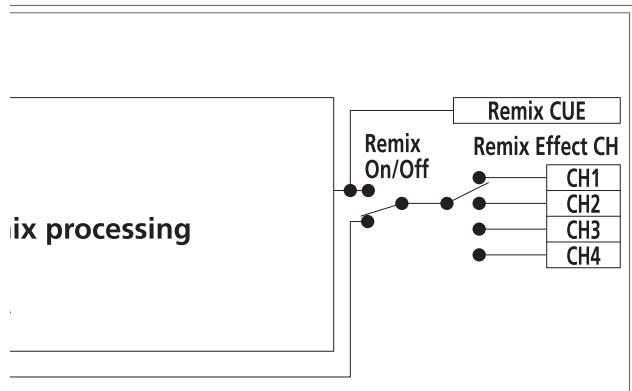 Remix CUE
Remix
On/Off
Remix Effect CH
CH1
CH2
CH3
CH4
ix processing